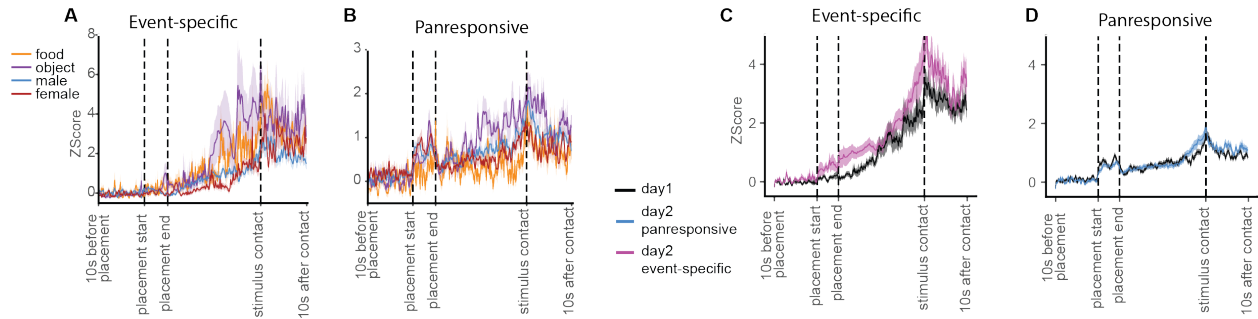 A
Event-specific
food
object
male
female
ZScore
8
6
4
2
0
10s before
placement
placement start
placement end
stimulus contact
10s after contact
B
Panresponsive
3
2
1
0
10s before
placement
placement start
placement end
stimulus contact
10s after contact
day1
day2
panresponsive
day2
event-specific
C
Event-specific
ZScore
4
2
0
10s before
placement
placement start
placement end
stimulus contact
10s after contact
D
Panresponsive
4
2
0
10s before
placement
placement start
placement end
stimulus contact
10s after contact